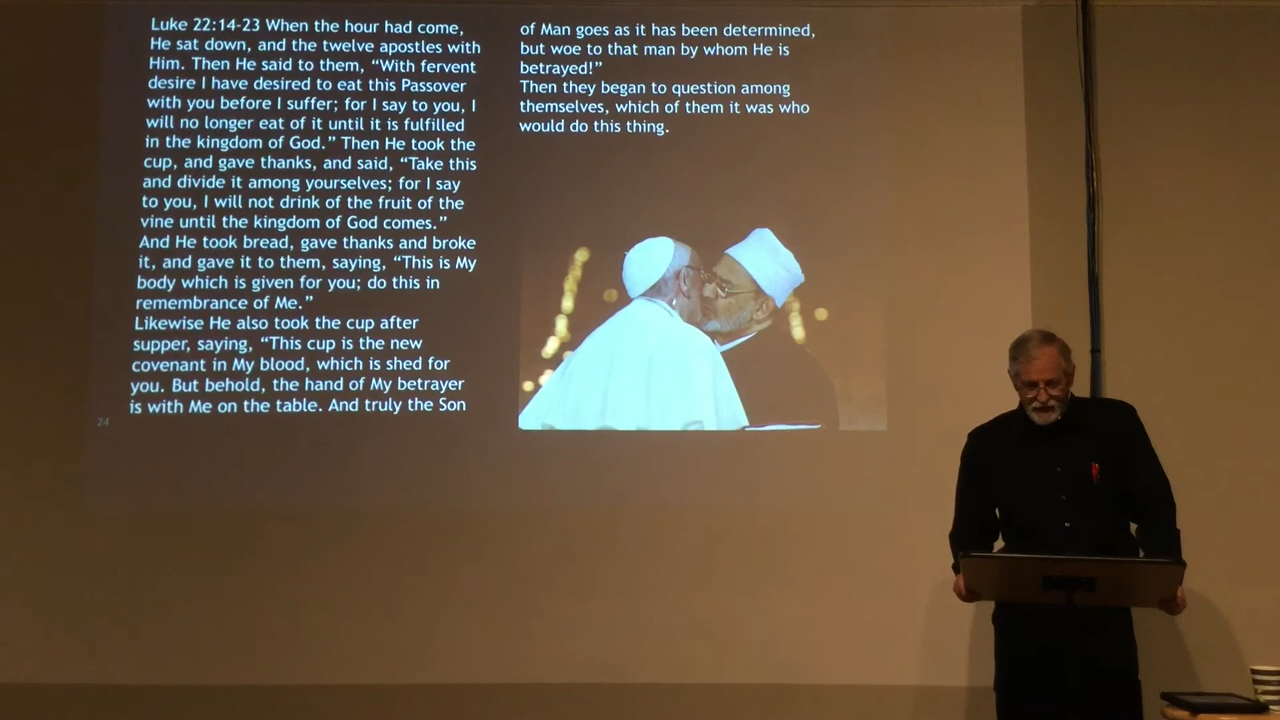 Luke 22:14-23 When the hour had come,
He sat down, and the twelve apostles with
Him. Then He said to them, “With fervent
desire I have desired to eat this Passover
with you before I suffer; for I say to you, I
will no longer eat of it until it is fulfilled
in the kingdom of God.” Then He took the
cup, and gave thanks, and said, “Take this
and divide it among yourselves; for I say
to you, I will not drink of the fruit of the
vine until the kingdom of God comes.”
And He took bread, gave thanks and broke
it, and gave it to them, saying, “This is My
body which is given for you; do this in
remembrance of Me.”
Likewise He also took the cup after
supper, saying, “This cup is the new
covenant in My blood, which is shed for
you. But behold, the hand of My betrayer
is with Me on the table. And truly the Son
24
of Man goes as it has been determined,
but woe to that man by whom He is
betrayed!”
Then they began to question among
themselves, which of them it was who
would do this thing.